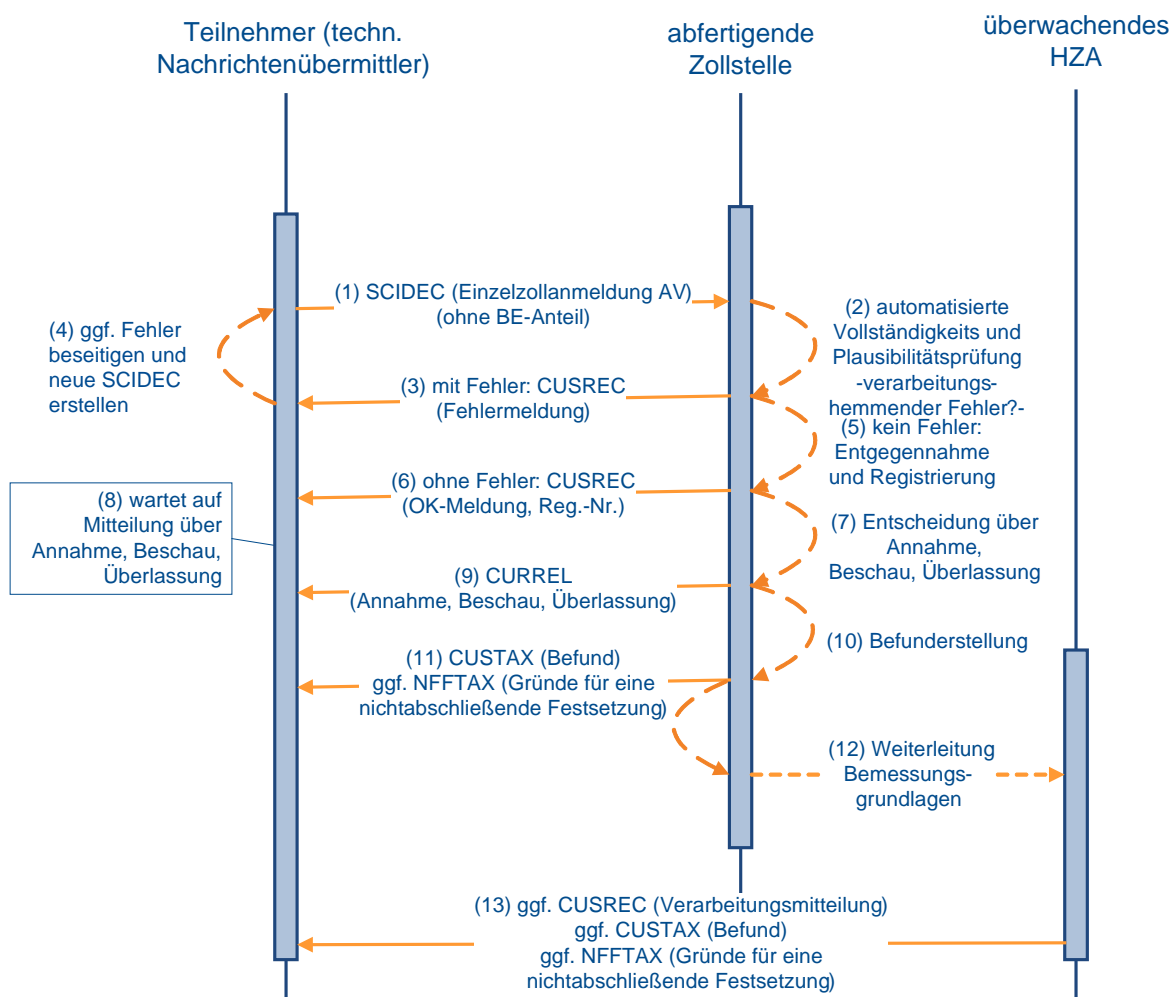 Teilnehmer (techn.
Nachrichtenübermittler)
abfertigende
Zollstelle
überwachendes
HZA
(1) SCIDEC (Einzelzollanmeldung AV)
(ohne BE-Anteil)
(2) automatisierte
Vollständigkeits und
Plausibilitätsprüfung
-verarbeitungs-
hemmender Fehler?-
(4) ggf. Fehler
beseitigen und
neue SCIDEC
erstellen
(3) mit Fehler: CUSREC
(Fehlermeldung)
(5) kein Fehler:
Entgegennahme
und Registrierung
(6) ohne Fehler: CUSREC
(OK-Meldung, Reg.-Nr.)
(8) wartet auf
Mitteilung über
Annahme, Beschau,
Überlassung
(7) Entscheidung über
Annahme,
Beschau, Überlassung
(9) CURREL
(Annahme, Beschau, Überlassung)
(10) Befunderstellung
(11) CUSTAX (Befund)
ggf. NFFTAX (Gründe für eine
nichtabschließende Festsetzung)
(12) Weiterleitung
Bemessungs-
grundlagen
(13) ggf. CUSREC (Verarbeitungsmitteilung)
ggf. CUSTAX (Befund)
ggf. NFFTAX (Gründe für eine
nichtabschließende Festsetzung)